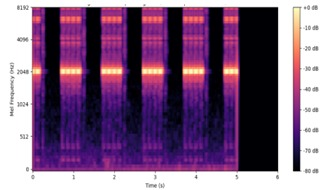 8192
4096
2048
1024
512
0
Mel Frequency (Hz)
0 1 2 3 4 5 6
Time (s)
+0 dB
-10 dB
-20 dB
-30 dB
-40 dB
-50 dB
-60 dB
-70 dB
-80 dB